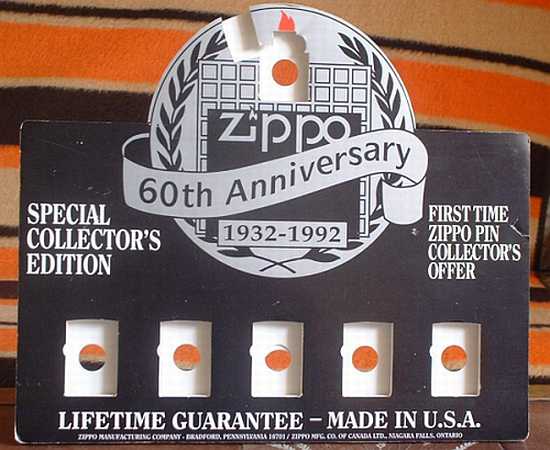 Zippo
60th Anniversary
1932-1992
SPECIAL
COLLECTOR'S
EDITION
FIRST TIME
ZIPPO PIN
COLLECTOR'S
OFFER
LIFETIME GUARANTEE – MADE IN U.S.A.
ZIPPO MANUFACTURING COMPANY · BRADFORD, PENNSYLVANIA 16701 / ZIPPO MFG. CO. OF CANADA LTD., NIAGARA FALLS, ONTARIO